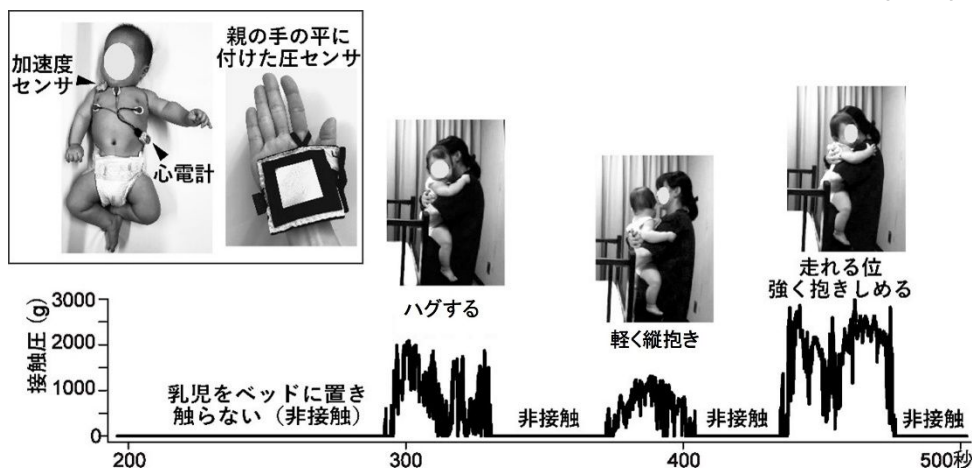 加速度
センサ
心電計
親の手の平に
付けた圧センサ
ハグする
軽く縦抱き
走れる位
強く抱きしめる
接触圧 (g)
3000
2000
1000
0
乳児をベッドに置き
触らない（非接触）
非接触
非接触
非接触
200
300
400
500秒